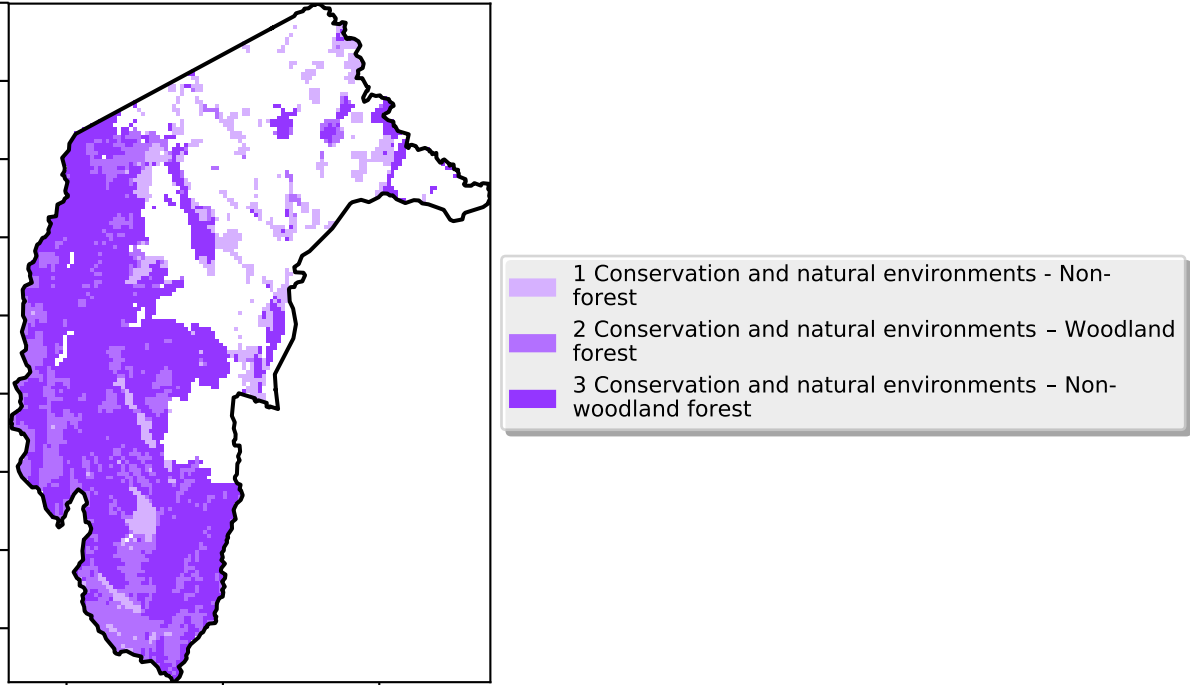 1 Conservation and natural environments - Non-
forest
2 Conservation and natural environments – Woodland
forest
3 Conservation and natural environments – Non-
woodland forest